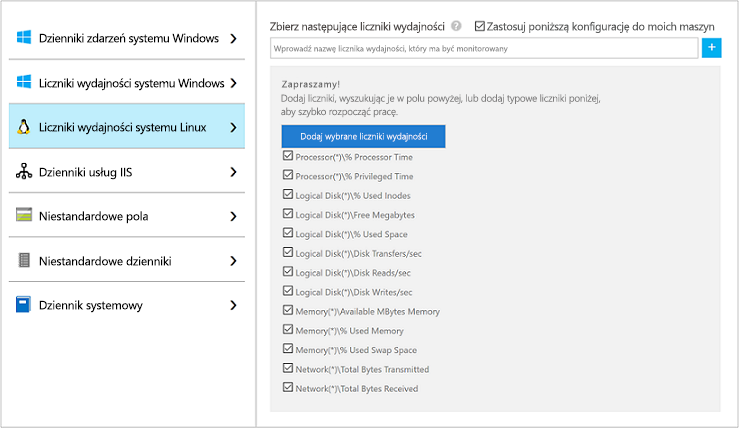 Dzienniki zdarzeń systemu Windows
Liczniki wydajności systemu Windows
Liczniki wydajności systemu Linux
Dzienniki usług IIS
Niestandardowe pola
Niestandardowe dzienniki
Dziennik systemowy
Zbierz następujące liczniki wydajności ? Zastosuj poniższą konfigurację do moich maszyn
Wprowadź nazwę licznika wydajności, który ma być monitorowany +
Zapraszamy!
Dodaj liczniki, wyszukując je w polu powyżej, lub dodaj typowe liczniki poniżej,
aby szybko rozpocząć pracę.
Dodaj wybrane liczniki wydajności
Processor(*)\% Processor Time
Processor(*)\% Privileged Time
Logical Disk(*)\% Used Inodes
Logical Disk(*)\Free Megabytes
Logical Disk(*)\% Used Space
Logical Disk(*)\Disk Transfers/sec
Logical Disk(*)\Disk Reads/sec
Logical Disk(*)\Disk Writes/sec
Memory(*)\Available MBytes Memory
Memory(*)\% Used Memory
Memory(*)\% Used Swap Space
Network(*)\Total Bytes Transmitted
Network(*)\Total Bytes Received